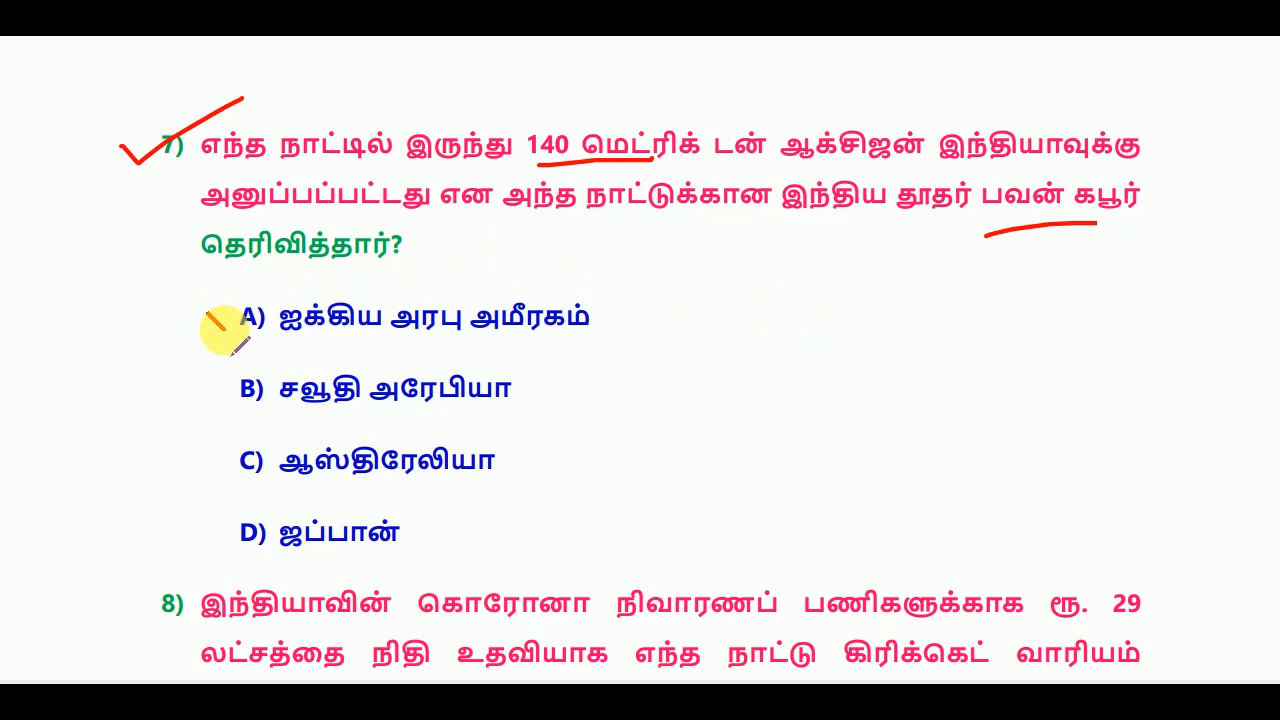 7) எந்த நாட்டில் இருந்து 140 மெட்ரிக் டன் ஆக்சிஜன் இந்தியாவுக்கு
அனுப்பப்பட்டது என அந்த நாட்டுக்கான இந்திய தூதர் பவன் கபூர்
தெரிவித்தார்?
A) ஐக்கிய அரபு அமீரகம்
B) சவூதி அரேபியா
C) ஆஸ்திரேலியா
D) ஜப்பான்
8) இந்தியாவின் கொரோனா நிவாரணப் பணிகளுக்காக ரூ. 29
லட்சத்தை நிதி உதவியாக எந்த நாட்டு கிரிக்கெட் வாரியம்